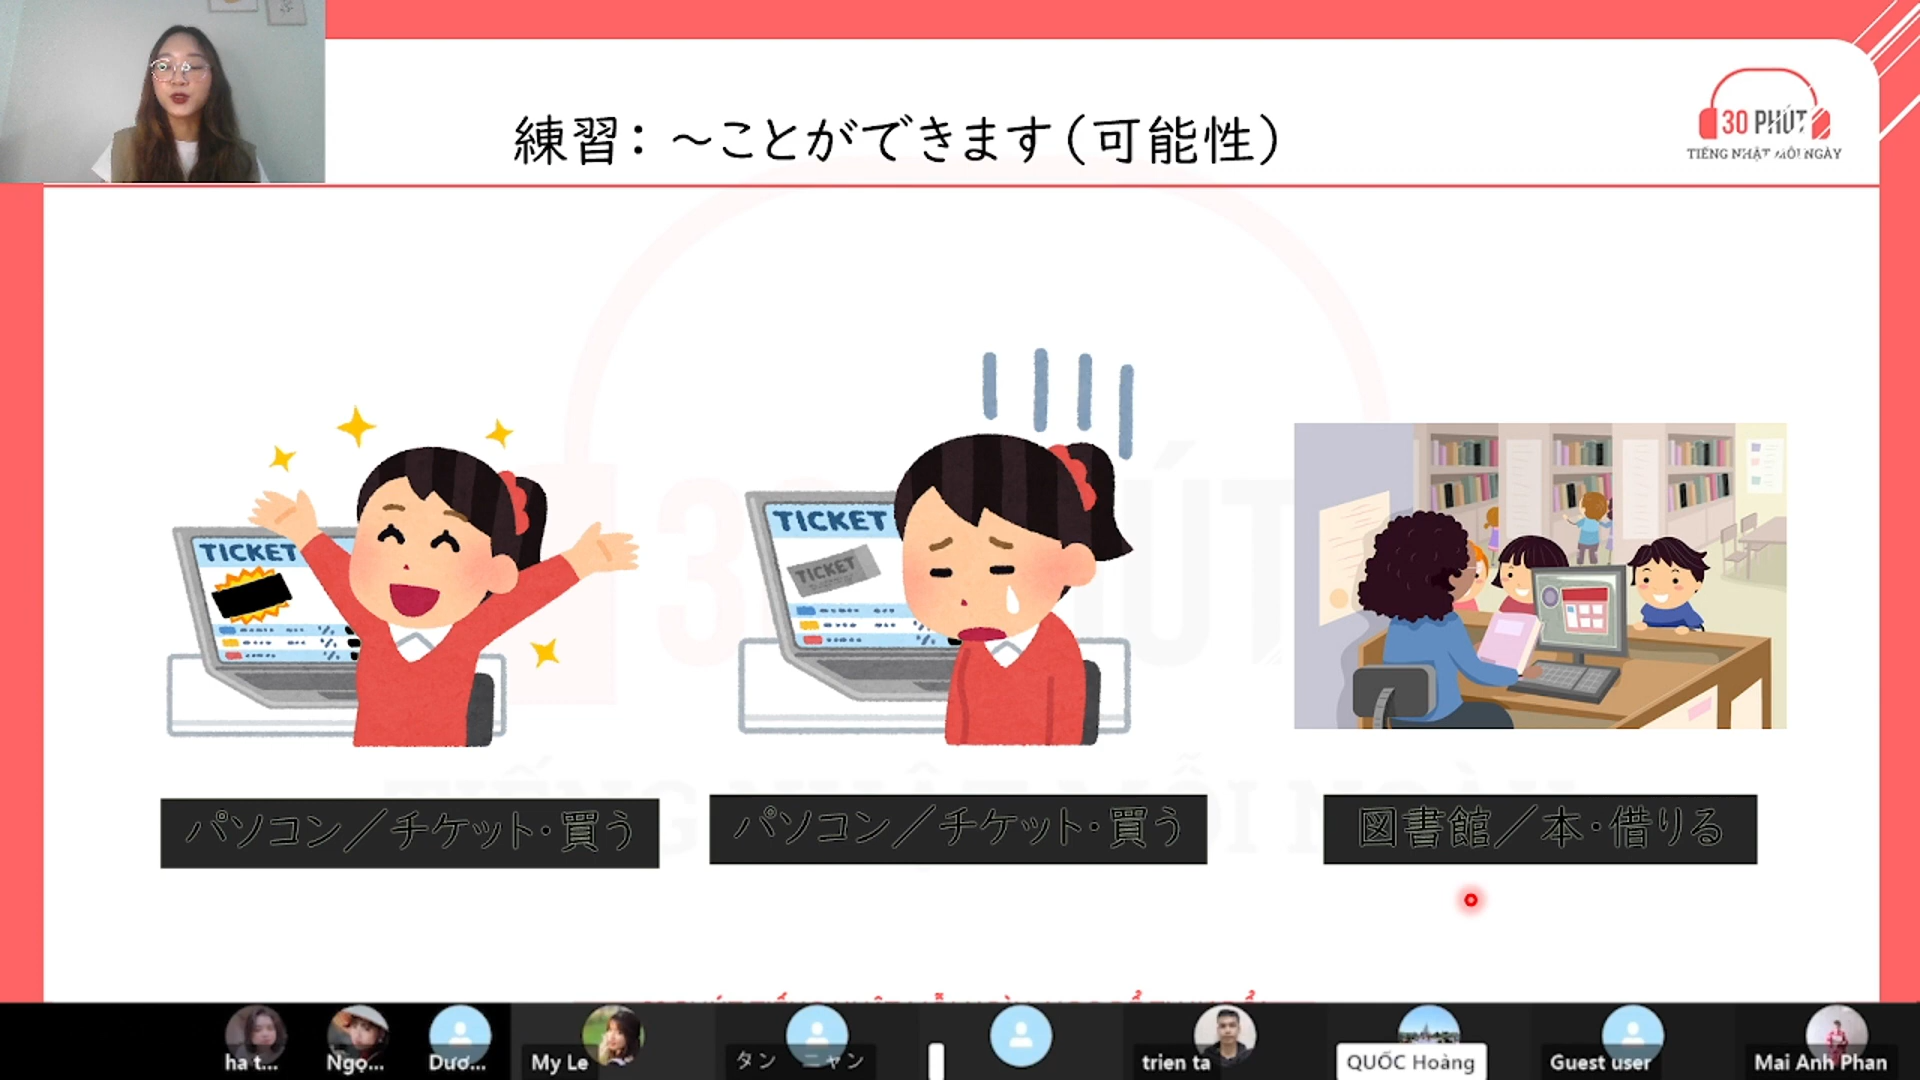 練習：～ことができます（可能性）
30 PHÚT
TIẾNG NHẬT MỖI NGÀY
TICKET
TICKET
TICKET
パソコン／チケット・買う
パソコン／チケット・買う
図書館／本・借りる
ha t...
Ngọ...
Dươ...
My Le
タン ニャン
trien ta
QUỐC Hoàng
Guest user
Mai Anh Phan